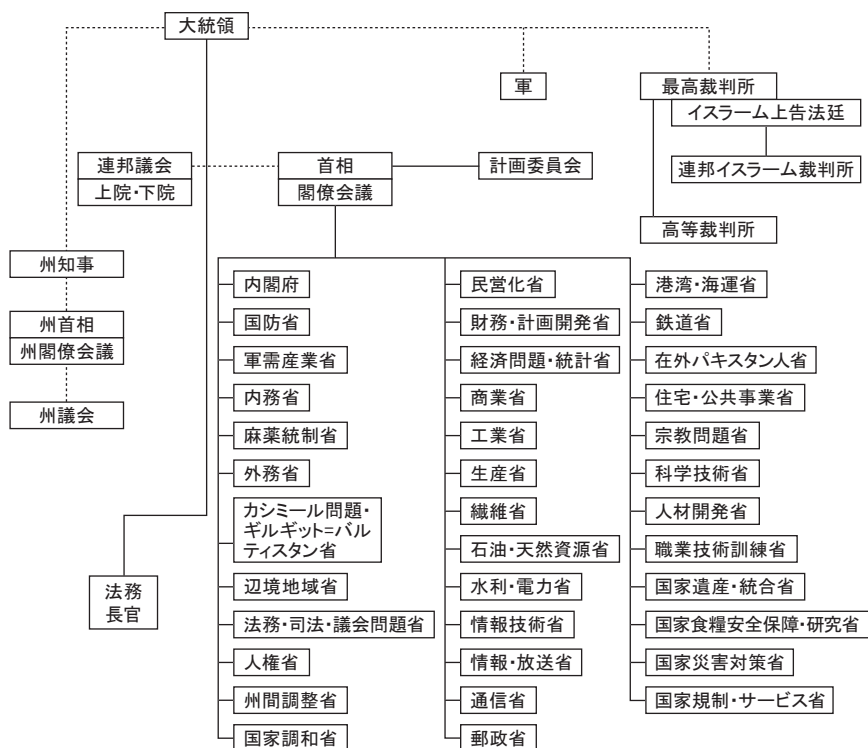 大統領
軍
最高裁判所
イスラーム上告法廷
連邦イスラーム裁判所
高等裁判所
連邦議会
上院・下院
首相
閣僚会議
計画委員会
州知事
州首相
州閣僚会議
州議会
法務
長官
内閣府
国防省
軍需産業省
内務省
麻薬統制省
外務省
カシミール問題・
ギルギット=バル
ティスタン省
辺境地域省
法務・司法・議会問題省
人権省
州間調整省
国家調和省
民営化省
財務・計画開発省
経済問題・統計省
商業省
工業省
生産省
繊維省
石油・天然資源省
水利・電力省
情報技術省
情報・放送省
通信省
郵政省
港湾・海運省
鉄道省
在外パキスタン人省
住宅・公共事業省
宗教問題省
科学技術省
人材開発省
職業技術訓練省
国家遺産・統合省
国家食糧安全保障・研究省
国家災害対策省
国家規制・サービス省